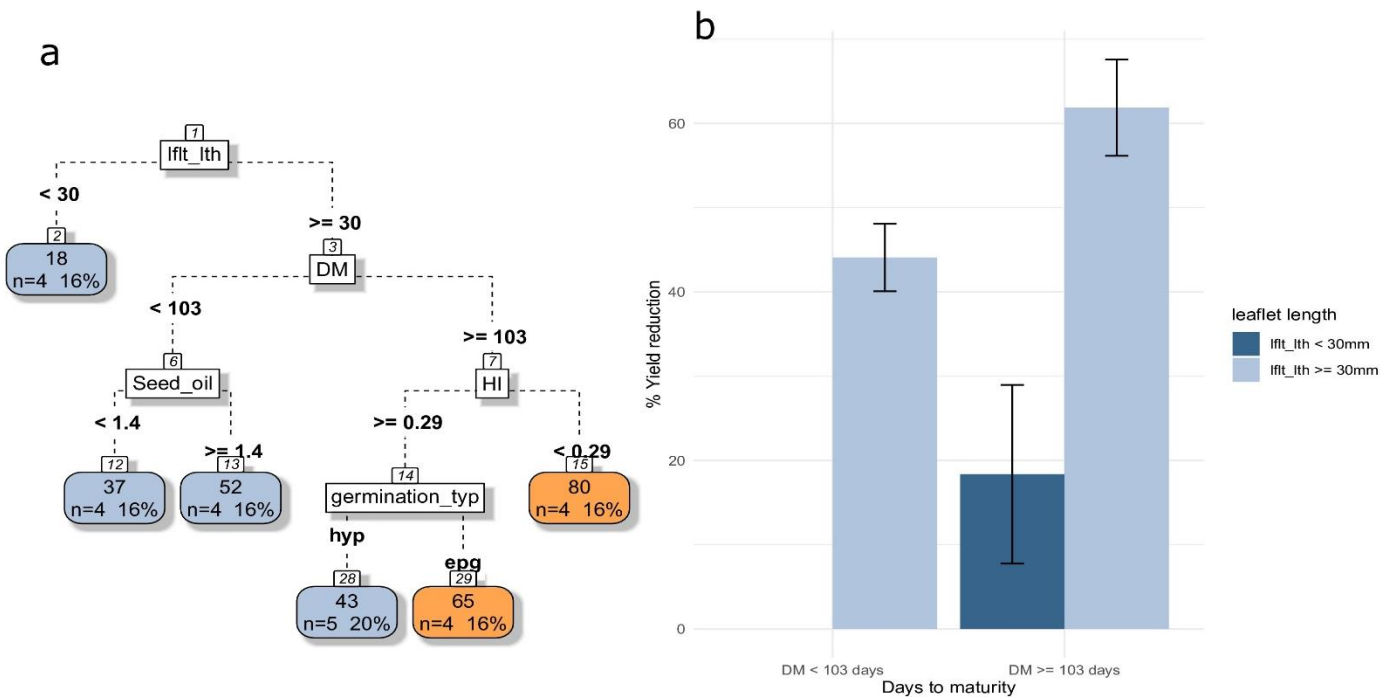 a
1
lflt_lth
< 30
>= 30
2
18
n=4 16%
3
DM
< 103
>= 103
6
Seed_oil
7
HI
< 1.4
>= 1.4
>= 0.29
< 0.29
12
37
n=4 16%
13
52
n=4 16%
14
germination_typ
15
80
n=4 16%
hyp
epg
28
43
n=5 20%
29
65
n=4 16%
b
% Yield reduction
60
40
20
0
DM < 103 days
DM >= 103 days
Days to maturity
leaflet length
lflt_lth < 30mm
lflt_lth >= 30mm